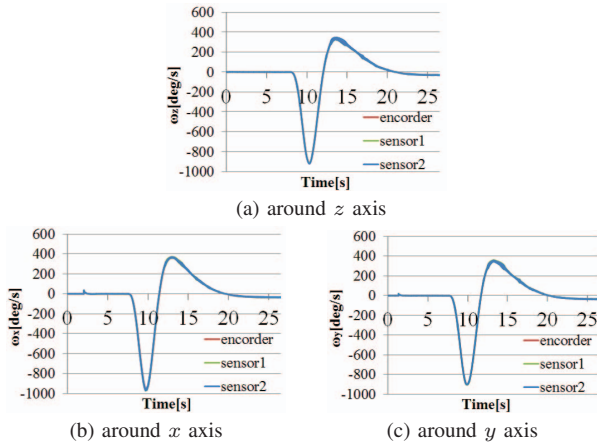 600
400
200
0
-200
-400
-600
-800
-1000
0 5 10 15 20 25
ωz[deg/s]
encorder
sensor1
sensor2
Time[s]
(a) around z axis
600
400
200
0
-200
-400
-600
-800
-1000
0 5 10 15 20 25
ωx[deg/s]
encorder
sensor1
sensor2
Time[s]
(b) around x axis
600
400
200
0
-200
-400
-600
-800
-1000
0 5 10 15 20 25
ωy[deg/s]
encorder
sensor1
sensor2
Time[s]
(c) around y axis